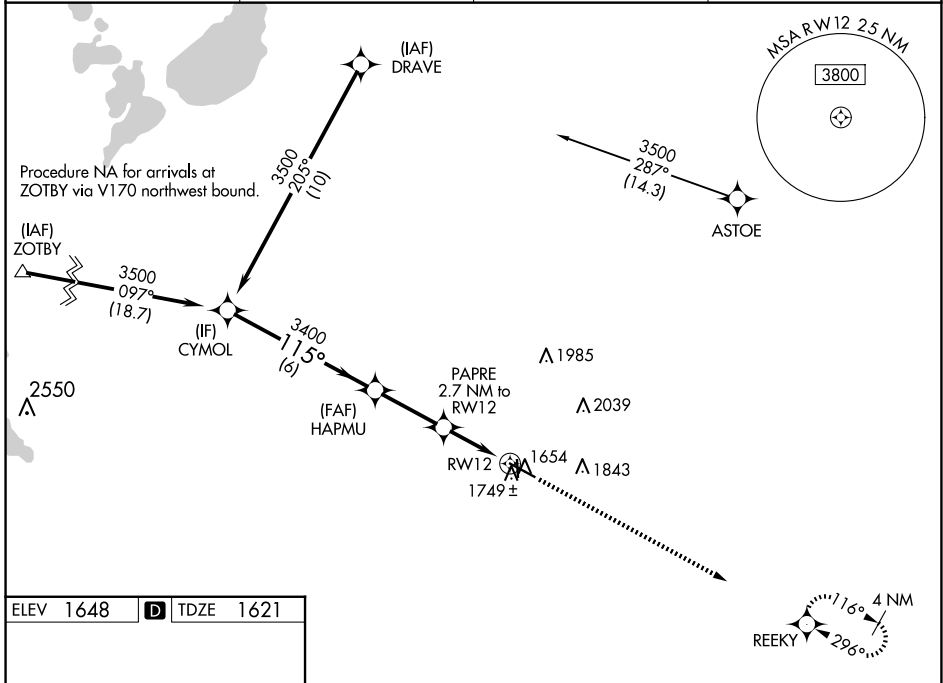 MSA RW12 25 NM
3800
(IAF)
DRAVE
3500
205°
(10)
3500
287°
(14.3)
ASTOE
Procedure NA for arrivals at
ZOTBY via V170 northwest bound.
(IAF)
ZOTBY
3500
097°
(18.7)
(IF)
CYMOL
3400
115°
(6)
(FAF)
HAPMU
PAPRE
2.7 NM to
RW12
1985
2550
2039
RW12
1654
1843
1749 ±
ELEV 1648 D TDZE 1621
116°
4 NM
REEKY
296°